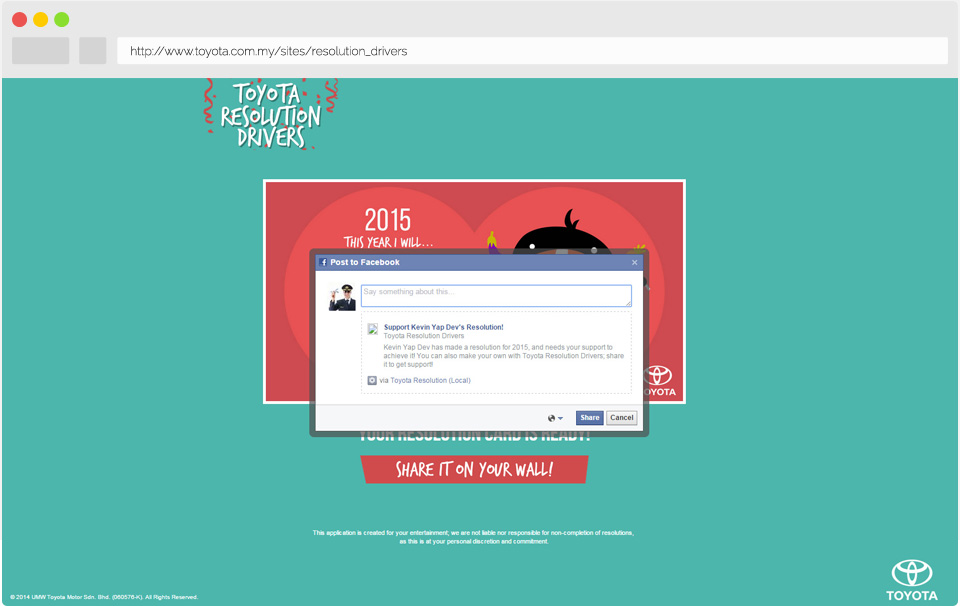 http://www.toyota.com.my/sites/resolution_drivers
TOYOTA
RESOLUTION
DRIVERS
2015
THIS YEAR I WILL...
Post to Facebook
Say something about this...
Support Kevin Yap Dev's Resolution!
Toyota Resolution Drivers
Kevin Yap Dev has made a resolution for 2015, and needs your support to
achieve it! You can also make your own with Toyota Resolution Drivers; share
it to get support!
via Toyota Resolution (Local)
OYOTA
Share
Cancel
YOUR RESOLUTION CARD IS READY!
SHARE IT ON YOUR WALL!
This application is created for your entertainment, we are not liable nor responsible for non-completion of resolutions,
as this is at your personal discretion and commitment.
© 2014 UMW Toyota Motor Sdn. Bhd. (060576-K). All Rights Reserved.
TOYOTA